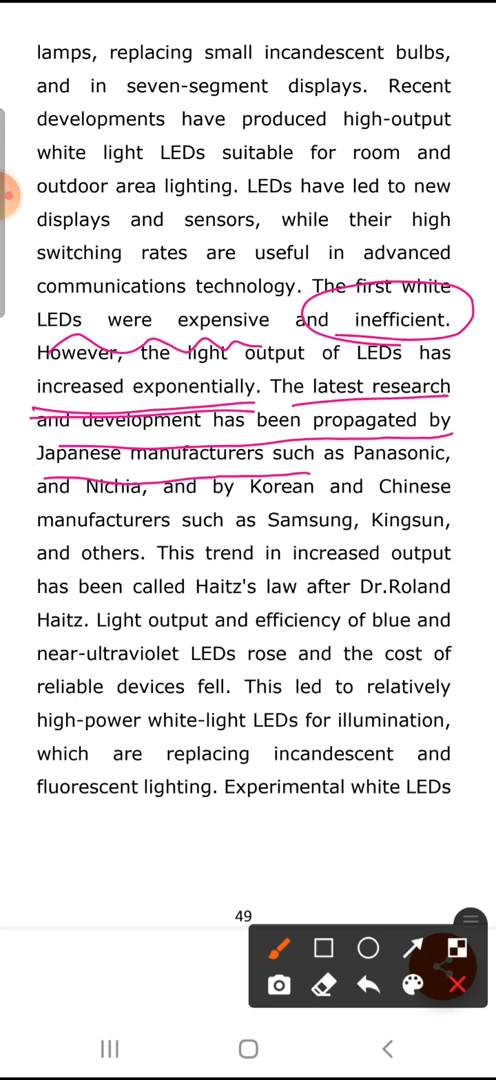 lamps, replacing small incandescent bulbs,
and in seven-segment displays. Recent
developments have produced high-output
white light LEDs suitable for room and
outdoor area lighting. LEDs have led to new
displays and sensors, while their high
switching rates are useful in advanced
communications technology. The first white
LEDs were expensive and inefficient.
However, the light output of LEDs has
increased exponentially. The latest research
and development has been propagated by
Japanese manufacturers such as Panasonic,
and Nichia, and by Korean and Chinese
manufacturers such as Samsung, Kingsun,
and others. This trend in increased output
has been called Haitz's law after Dr.Roland
Haitz. Light output and efficiency of blue and
near-ultraviolet LEDs rose and the cost of
reliable devices fell. This led to relatively
high-power white-light LEDs for illumination,
which are replacing incandescent and
fluorescent lighting. Experimental white LEDs
49